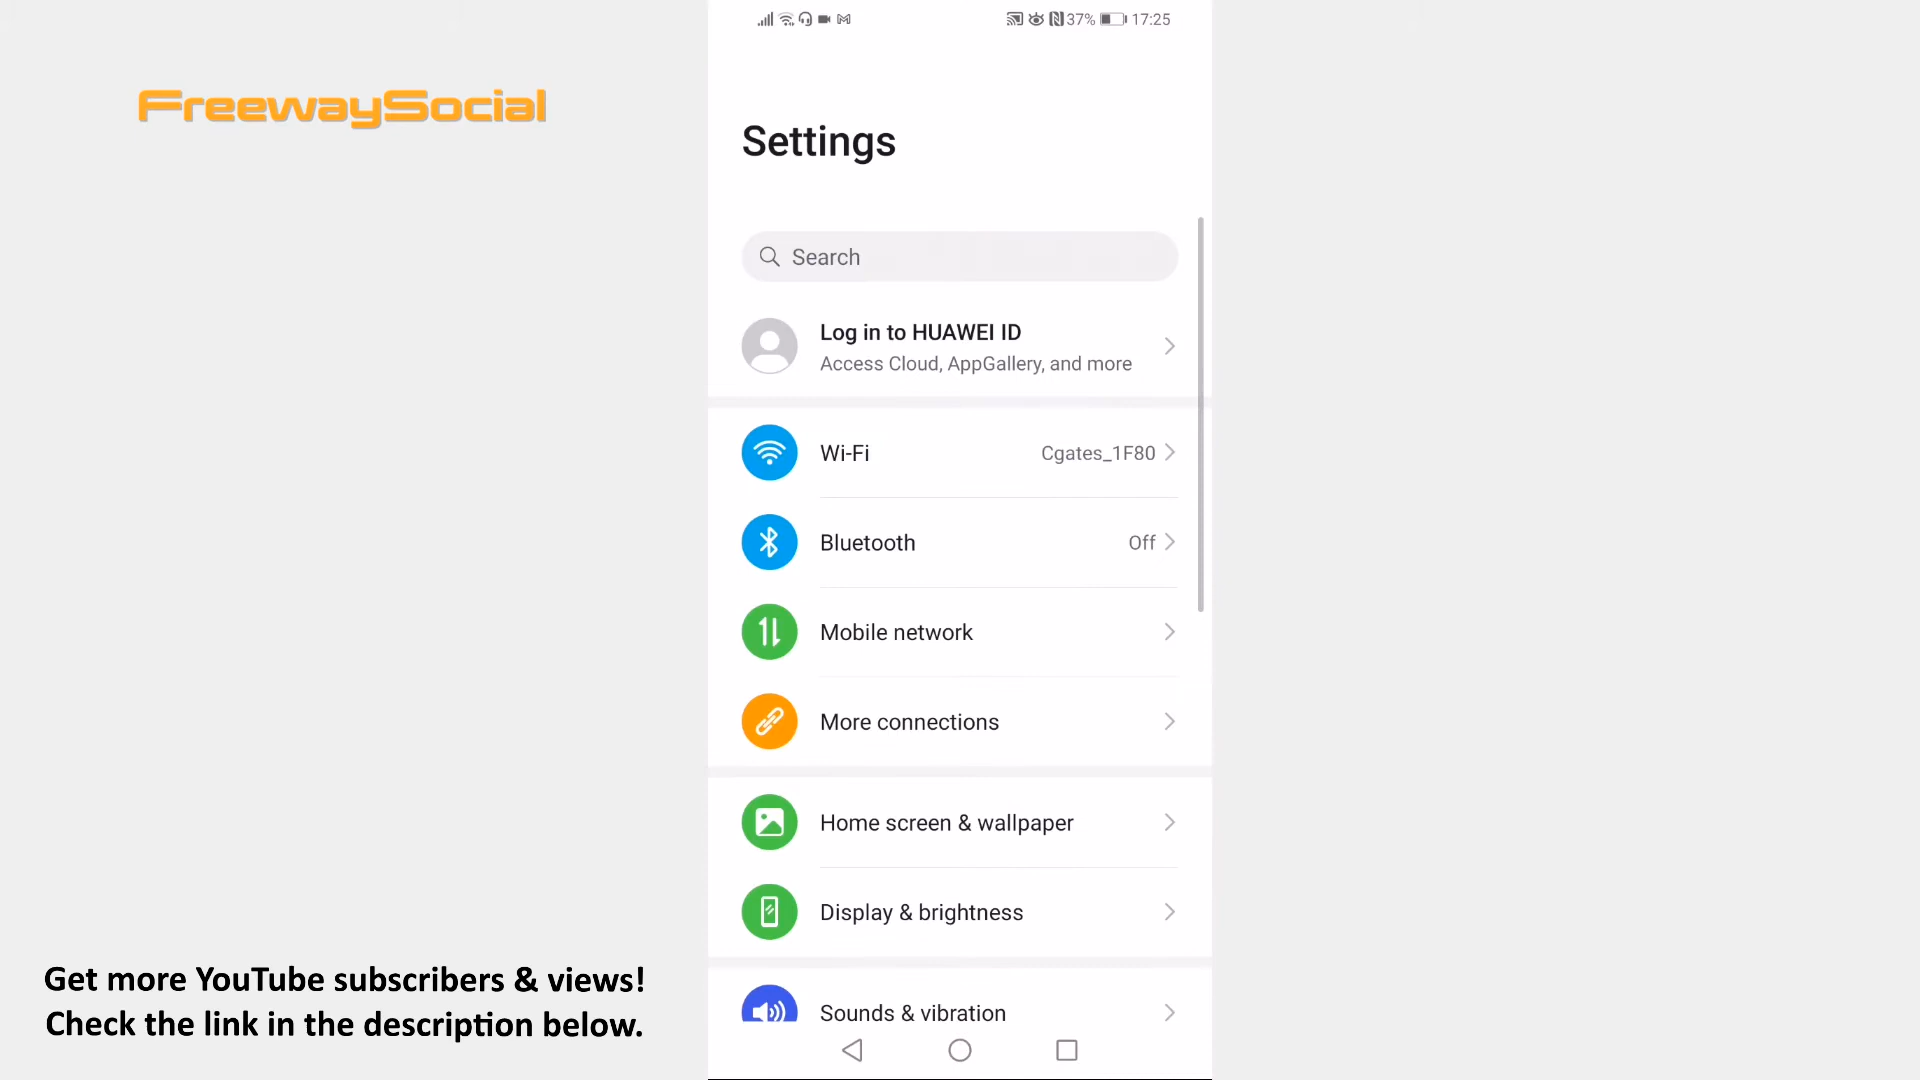 37% 17:25
FreewaySocial
Settings
Search
Log in to HUAWEI ID
Access Cloud, AppGallery, and more
Wi-Fi Cgates_1F80
Bluetooth Off
Mobile network
More connections
Home screen & wallpaper
Display & brightness
Sounds & vibration
Get more YouTube subscribers & views!
Check the link in the description below.